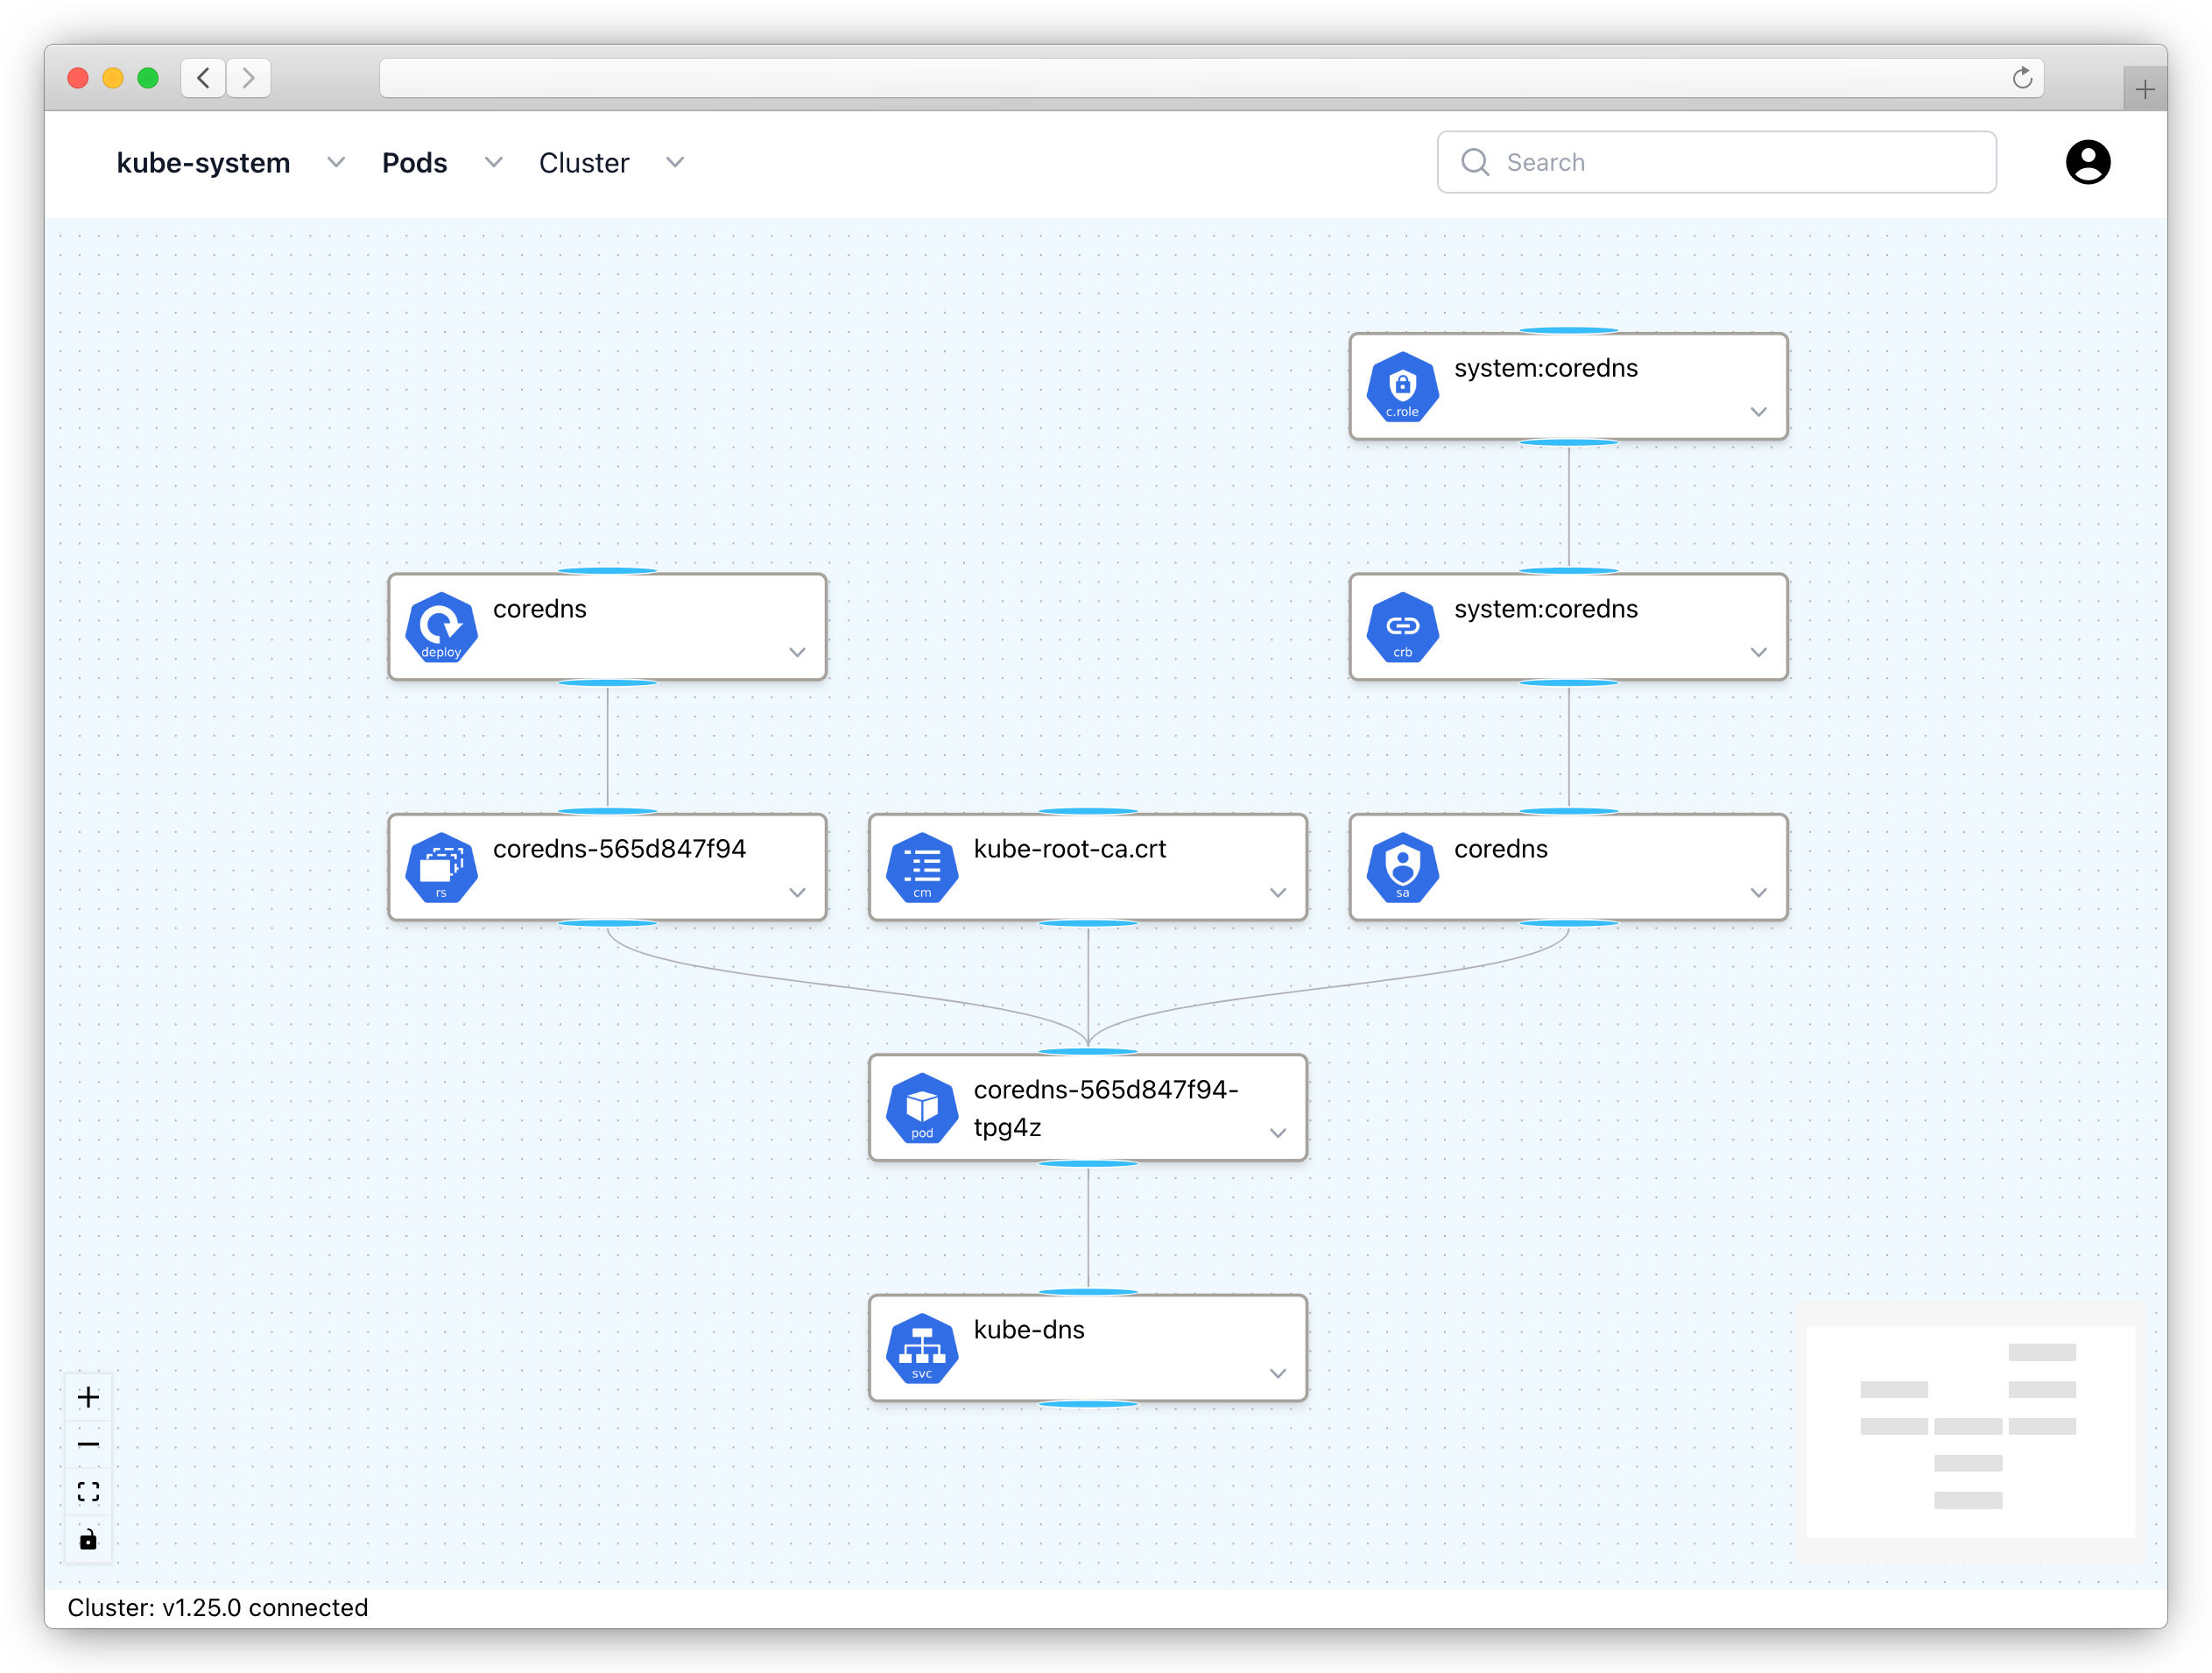 kube-system
Pods
Cluster
Search
system:coredns
c.role
coredns
deploy
system:coredns
crb
coredns-565d847f94
rs
kube-root-ca.crt
cm
coredns
sa
coredns-565d847f94-
tpg4z
pod
kube-dns
svc
Cluster: v1.25.0 connected